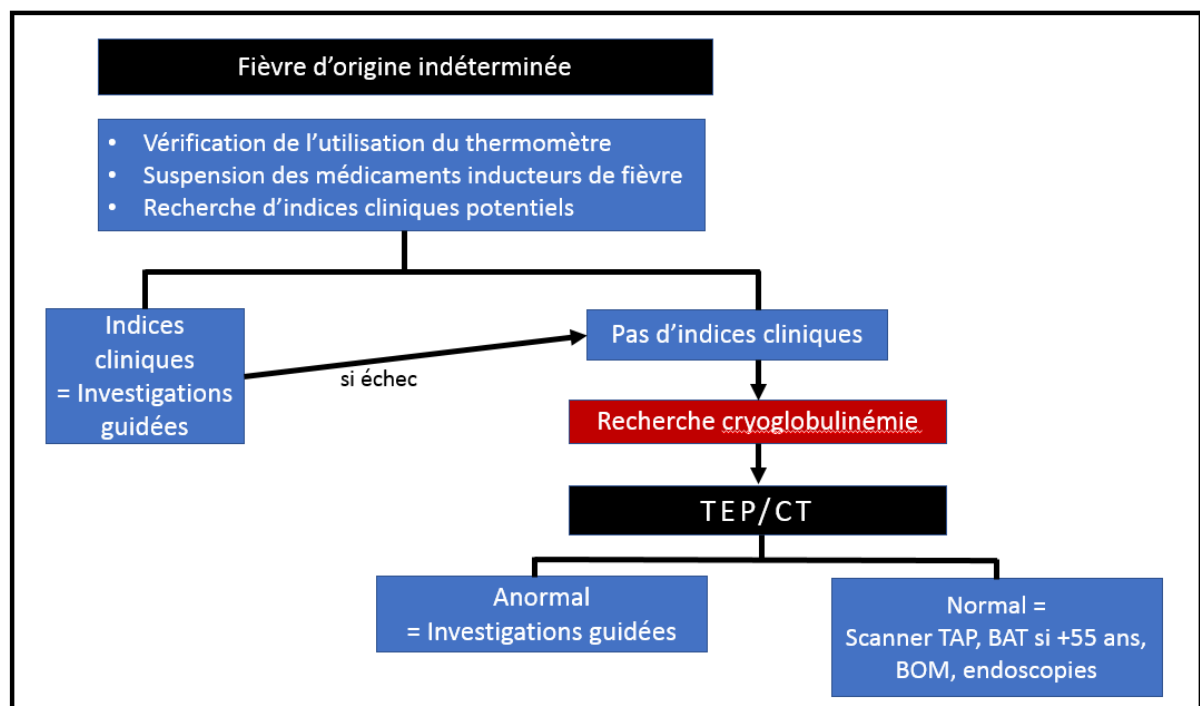 Fièvre d'origine indéterminée
• Vérification de l'utilisation du thermomètre
• Suspension des médicaments inducteurs de fièvre
• Recherche d'indices cliniques potentiels
Indices
cliniques
= Investigations
guidées
si échec
Pas d'indices cliniques
Recherche cryoglobulinémie
TEP/CT
Anormal
= Investigations guidées
Normal =
Scanner TAP, BAT si +55 ans,
BOM, endoscopies